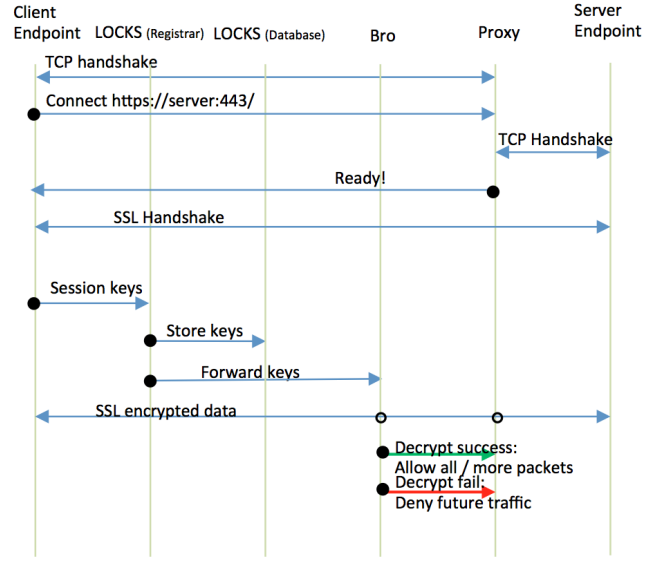 Client
Endpoint
LOCKS (Registrar)
LOCKS (Database)
Bro
Proxy
Server
Endpoint
TCP handshake
Connect https://server:443/
TCP Handshake
Ready!
SSL Handshake
Session keys
Store keys
Forward keys
SSL encrypted data
Decrypt success:
Allow all / more packets
Decrypt fail:
Deny future traffic